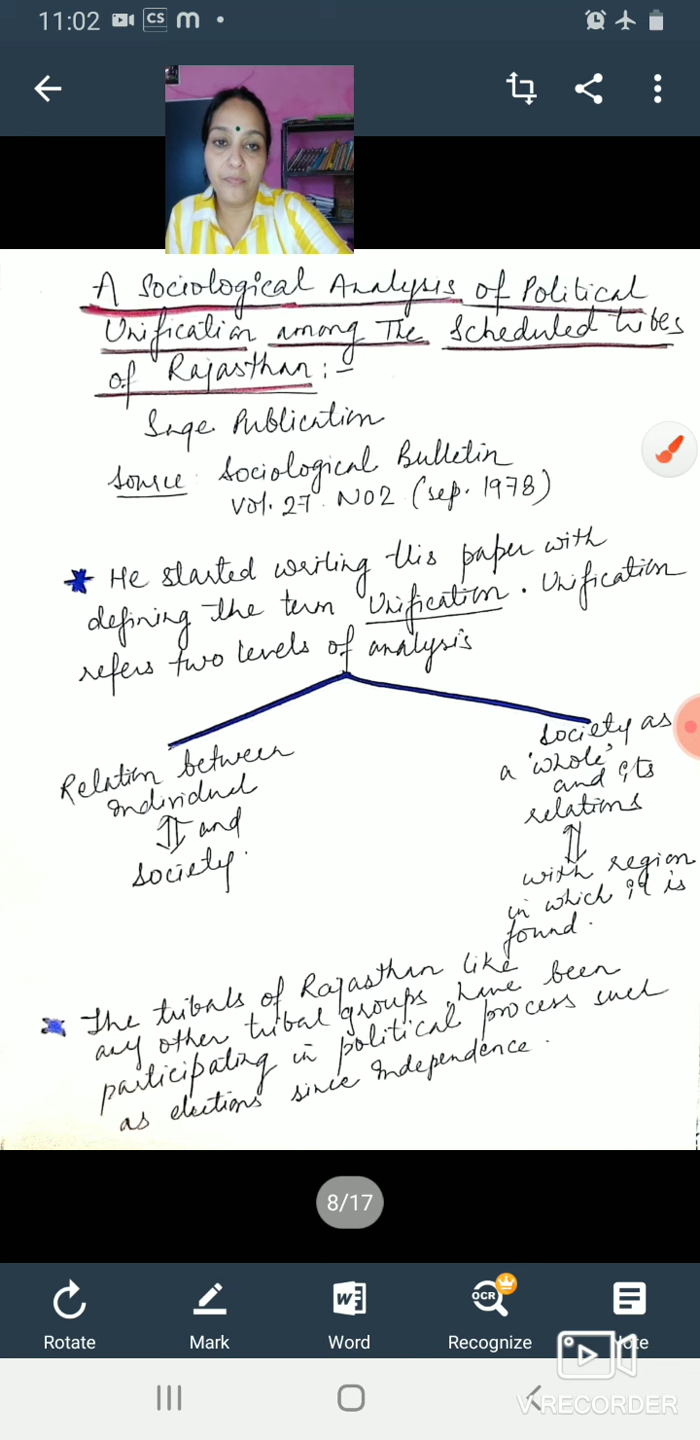 11:02 CS m
A Sociological Analysis of Political
Unification among The Scheduled tribes
of Rajasthan :-
Sage Publication
Source: Sociological Bulletin
Vol. 27. NO2 (sep. 1978)
He started writing this paper with
defining the term Unification. Unification
refers two levels of analysis
Relation between
Individual
and
society.
society as
a 'whole'
and its
relations
with region
in which it is
found.
The tribals of Rajasthan like
any other tribal groups have been
participating in political process such
as elections since Independence.
8/17
W
OCR
Rotate
Mark
Word
Recognize
V RECORDER